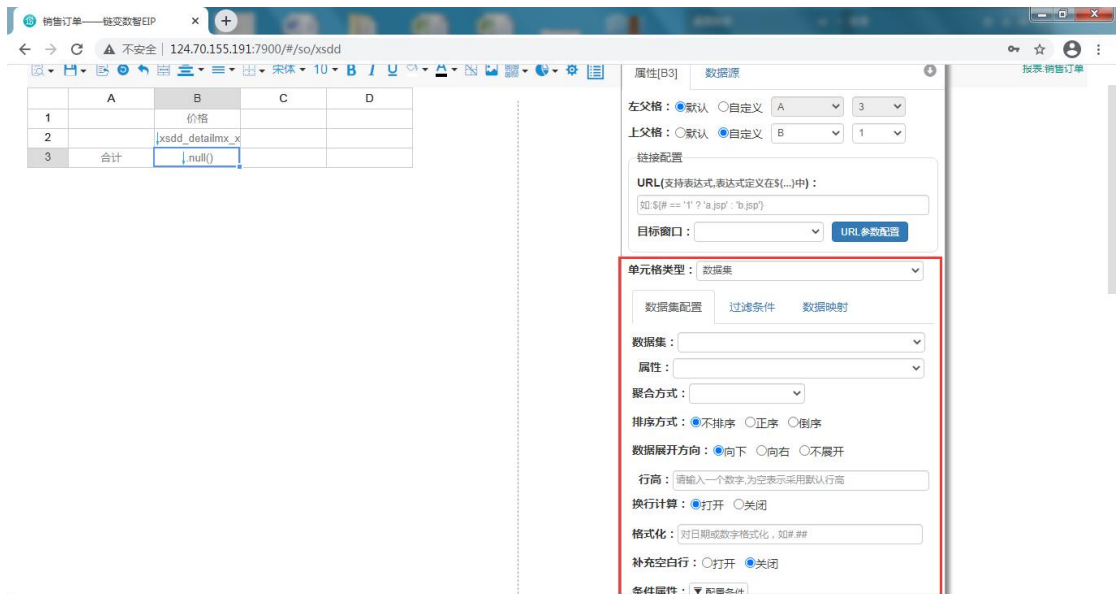 销售订单——链变数智EIP
不安全 | 124.70.155.191:7900/#/so/xsdd
宋体 10 B I U A
属性[B3] 数据源
报表:销售订单
A B C D
1 价格
2 xsdd_detailmx_x
3 合计 .null()
左父格：默认 自定义 A 3
上父格：默认 自定义 B 1
链接配置
URL(支持表达式,表达式定义在${...}中)：
如:${# == '1' ? 'a.jsp' : 'b.jsp'}
目标窗口： URL参数配置
单元格类型：数据集
数据集配置 过滤条件 数据映射
数据集：
属性：
聚合方式：
排序方式：不排序 正序 倒序
数据展开方向：向下 向右 不展开
行高：请输入一个数字,为空表示采用默认行高
换行计算：打开 关闭
格式化：对日期或数字格式化，如#.##
补充空白行：打开 关闭
条件属性：配置条件